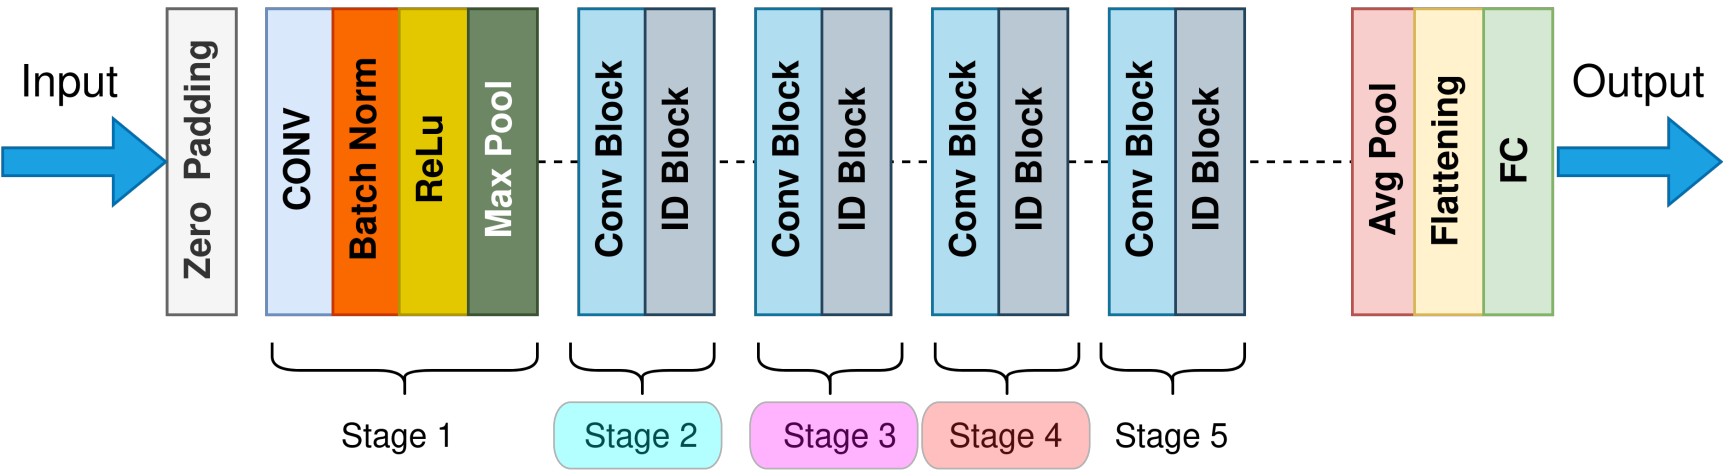 Input
Zero Padding
CONV
Batch Norm
ReLu
Max Pool
Conv Block
ID Block
Conv Block
ID Block
Conv Block
ID Block
Conv Block
ID Block
Avg Pool
Flattening
FC
Output
Stage 1
Stage 2
Stage 3
Stage 4
Stage 5